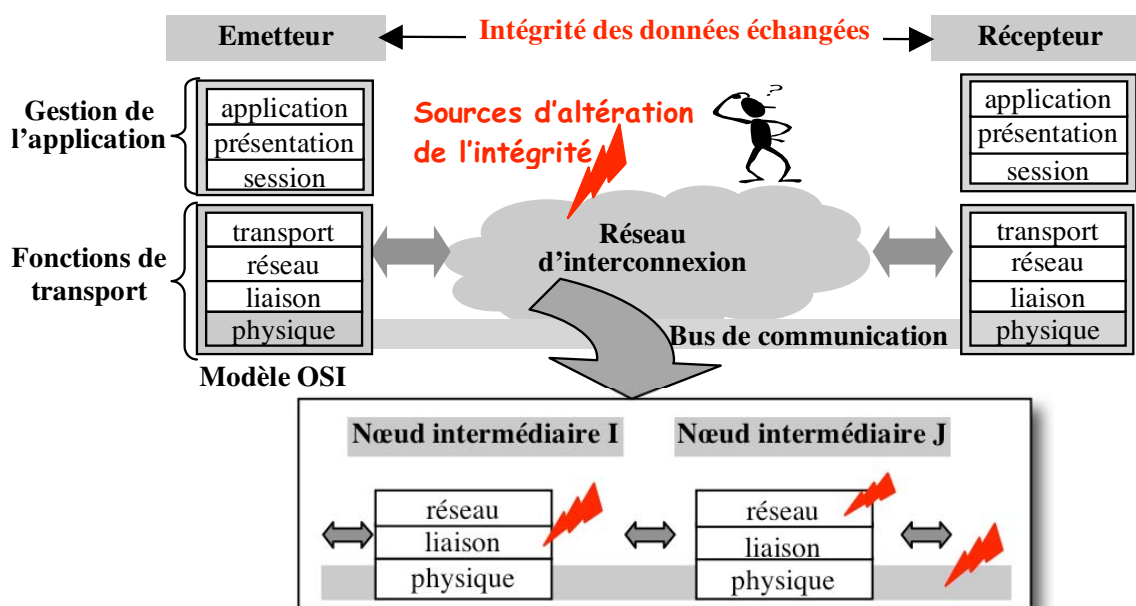 Emetteur
Intégrité des données échangées
Récepteur
Gestion de
l'application
application
présentation
session
Sources d'altération
de l'intégrité
?
application
présentation
session
Fonctions de
transport
transport
réseau
liaison
physique
Réseau
d'interconnexion
transport
réseau
liaison
physique
Bus de communication
Modèle OSI
Nœud intermédiaire I
Nœud intermédiaire J
réseau
liaison
physique
réseau
liaison
physique